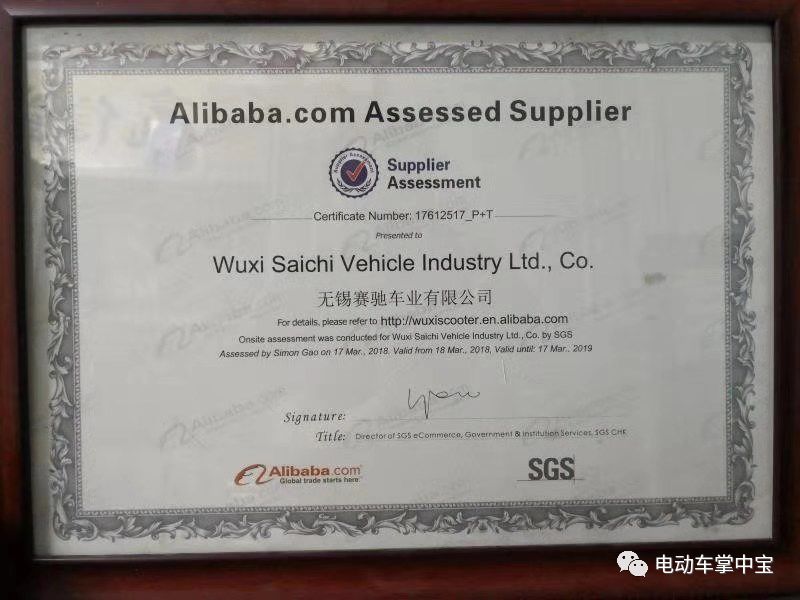 Alibaba.com Assessed Supplier
Supplier Assessment
Supplier
Assessment
Certificate Number: 17612517_P+T
Presented to
Wuxi Saichi Vehicle Industry Ltd., Co.
无锡赛驰车业有限公司
For details, please refer to http://wuxiscooter.en.alibaba.com
Onsite assessment was conducted for Wuxi Saichi Vehicle Industry Ltd., Co. by SGS
Assessed by Simon Gao on 17 Mar., 2018. Valid from 18 Mar., 2018, Valid until: 17 Mar., 2019
Signature:
Title: Director of SGS eCommerce, Government & Institution Services, SGS CHK
Alibaba.com
Global trade starts here.
SGS
电动车掌中宝